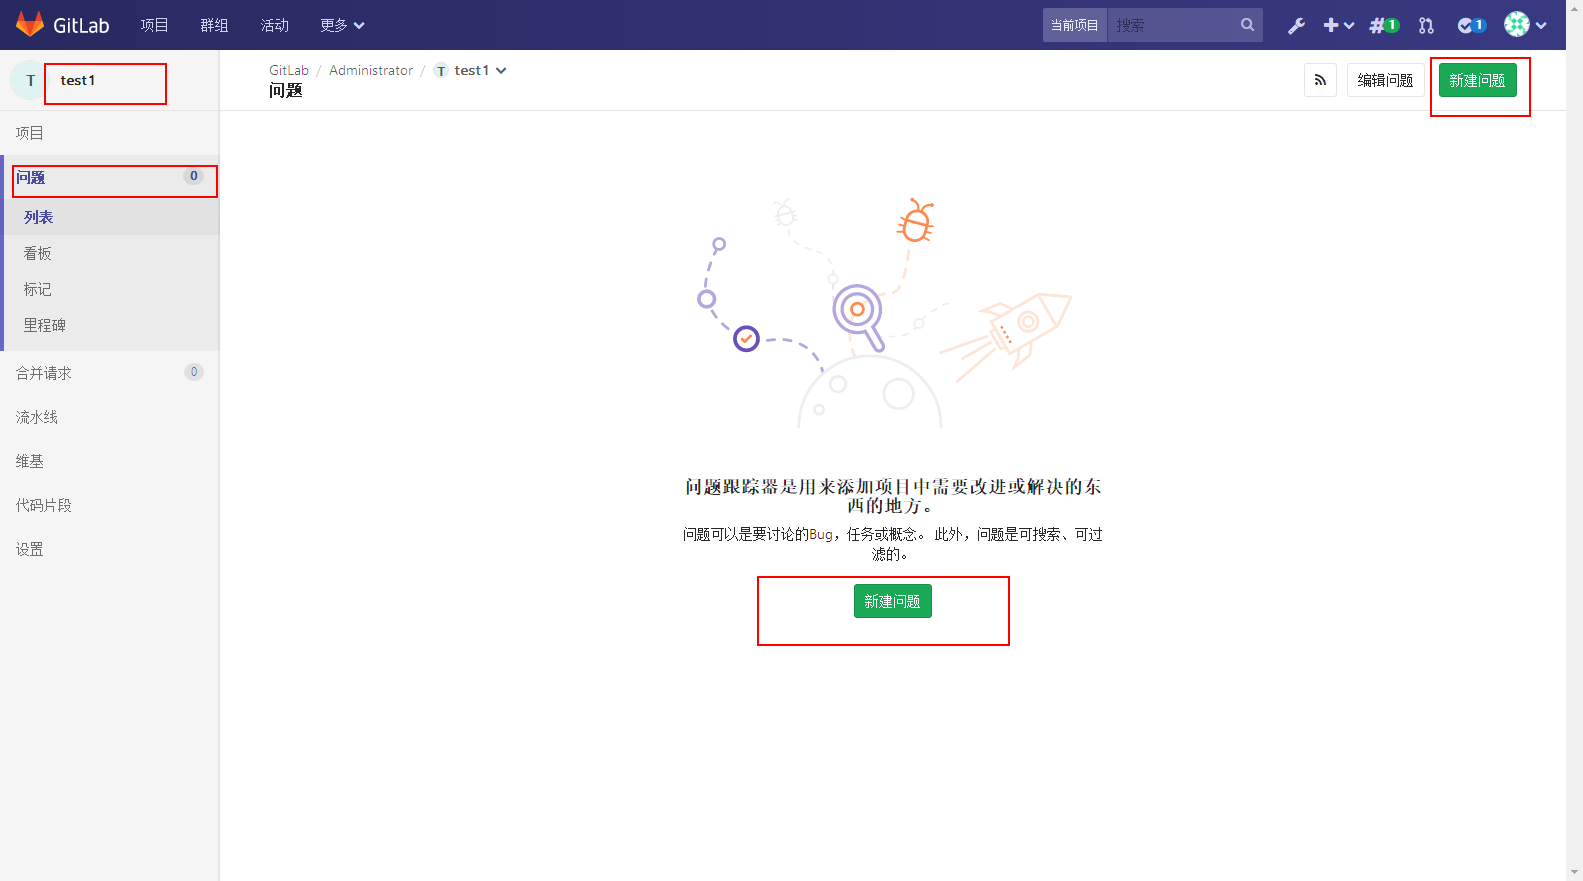 GitLab 项目 群组 活动 更多 当前项目 搜索 1 1
T test1
GitLab / Administrator / T test1
问题
编辑问题 新建问题
项目
问题 0
列表
看板
标记
里程碑
合并请求 0
流水线
维基
代码片段
设置
问题跟踪器是用来添加项目中需要改进或解决的东
西的地方。
问题可以是要讨论的Bug，任务或概念。 此外，问题是可搜索、可过
滤的。
新建问题